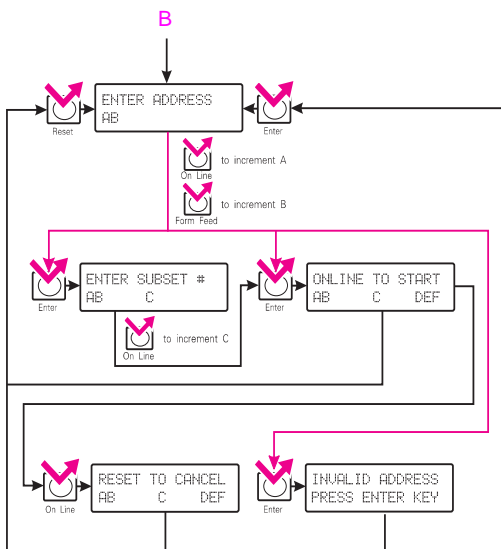 B
ENTER ADDRESS
AB
Reset
Enter
to increment A
On Line
to increment B
Form Feed
Enter
ENTER SUBSET #
AB C
Enter
ONLINE TO START
AB C DEF
to increment C
On Line
On Line
RESET TO CANCEL
AB C DEF
Enter
INVALID ADDRESS
PRESS ENTER KEY